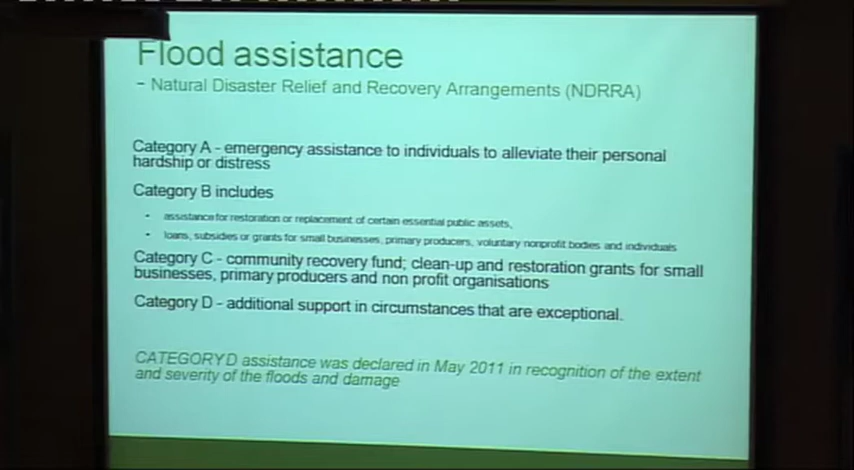 Flood assistance
- Natural Disaster Relief and Recovery Arrangements (NDRRA)
Category A - emergency assistance to individuals to alleviate their personal
hardship or distress
Category B includes
- assistance for restoration or replacement of certain essential public assets,
- loans, subsidies or grants for small businesses, primary producers, voluntary nonprofit bodies and individuals
Category C - community recovery fund; clean-up and restoration grants for small
businesses, primary producers and non profit organisations
Category D - additional support in circumstances that are exceptional.
CATEGORY D assistance was declared in May 2011 in recognition of the extent
and severity of the floods and damage